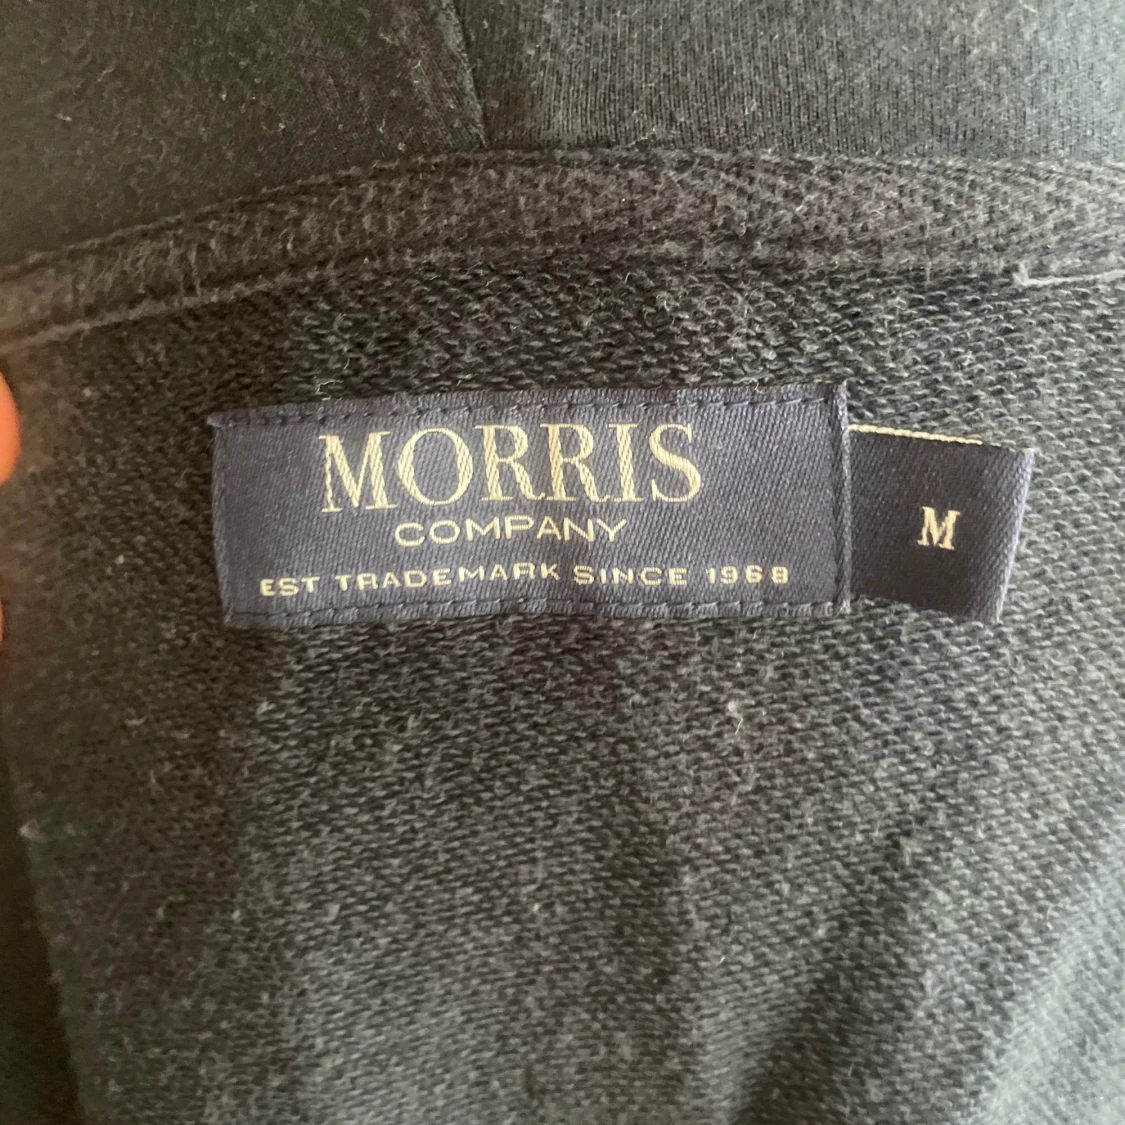 MORRIS
COMPANY
EST TRADEMARK SINCE 1968
M